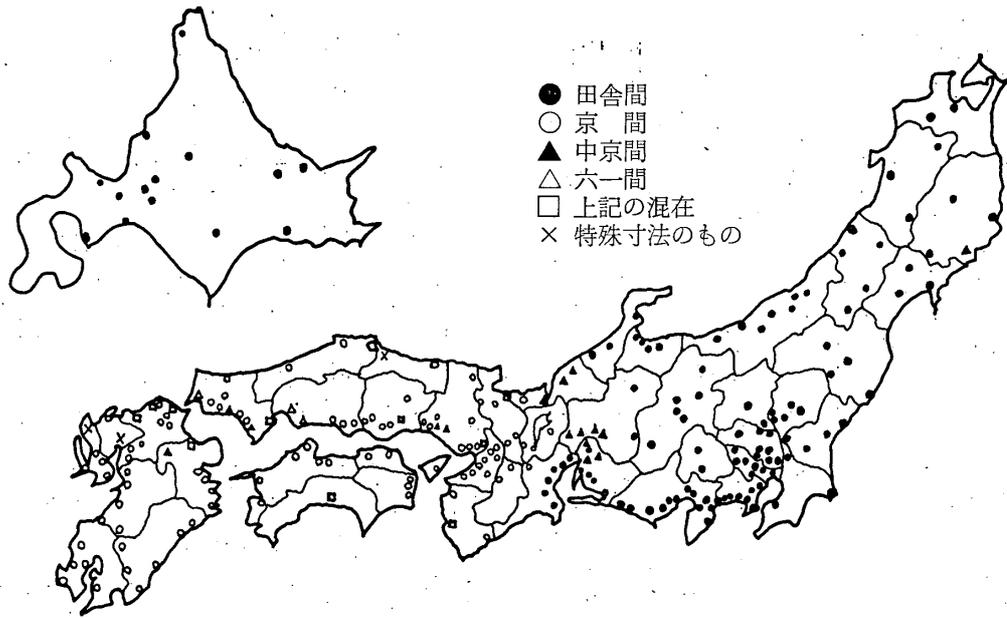 ● 田舎間
○ 京　間
▲ 中京間
△ 六一間
□ 上記の混在
× 特殊寸法のもの